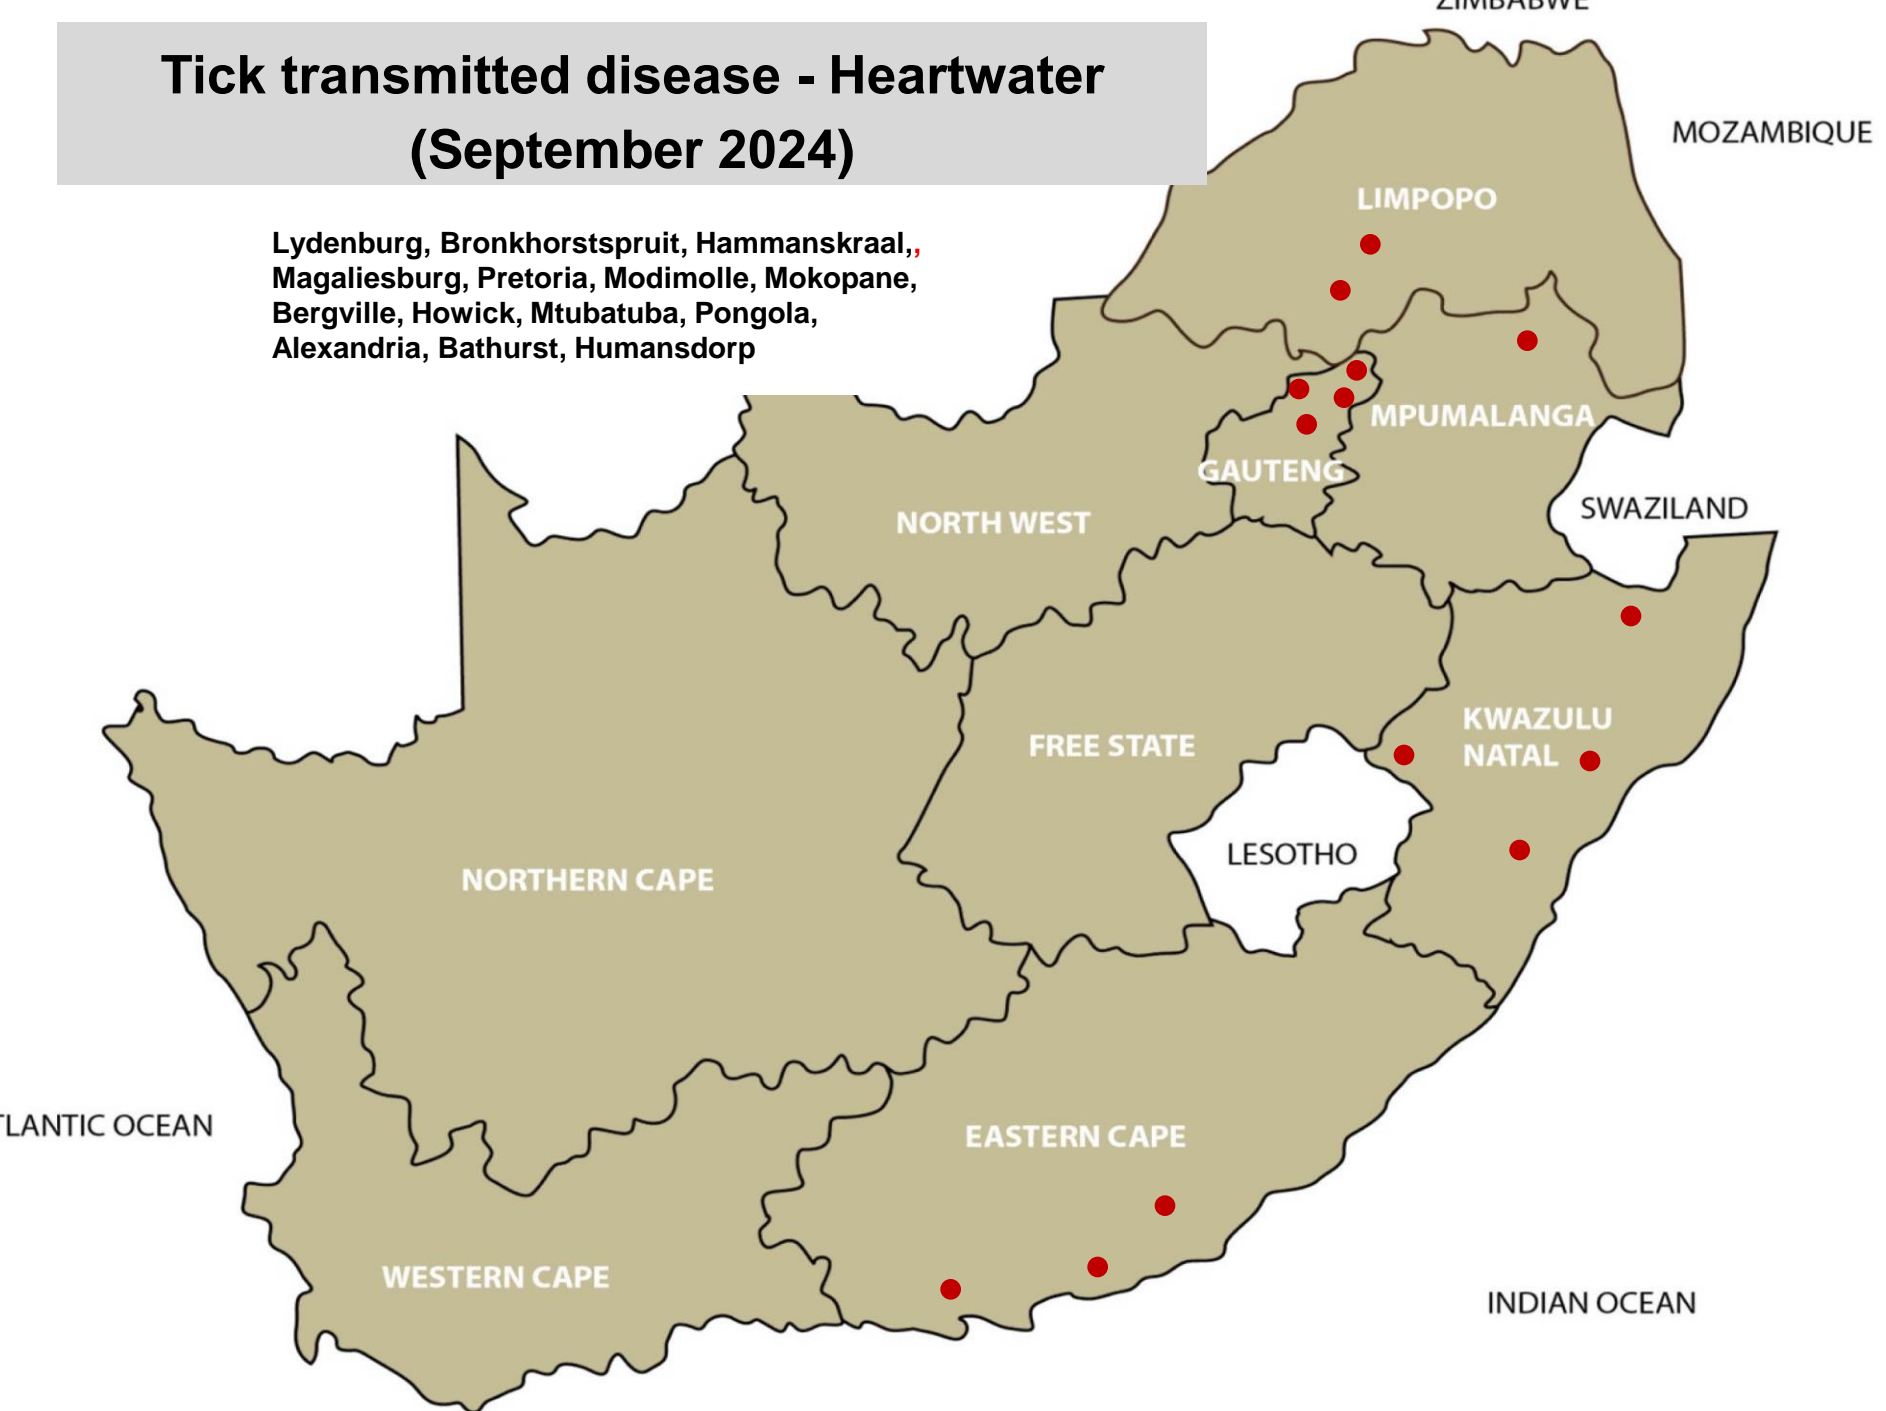 ZIMBABWE
Tick transmitted disease - Heartwater
(September 2024)
MOZAMBIQUE
LIMPOPO
Lydenburg, Bronkhorstspruit, Hammanskraal,,
Magaliesburg, Pretoria, Modimolle, Mokopane,
Bergville, Howick, Mtubatuba, Pongola,
Alexandria, Bathurst, Humansdorp
MPUMALANGA
GAUTENG
SWAZILAND
NORTH WEST
KWAZULU
NATAL
FREE STATE
LESOTHO
NORTHERN CAPE
TLANTIC OCEAN
EASTERN CAPE
WESTERN CAPE
INDIAN OCEAN